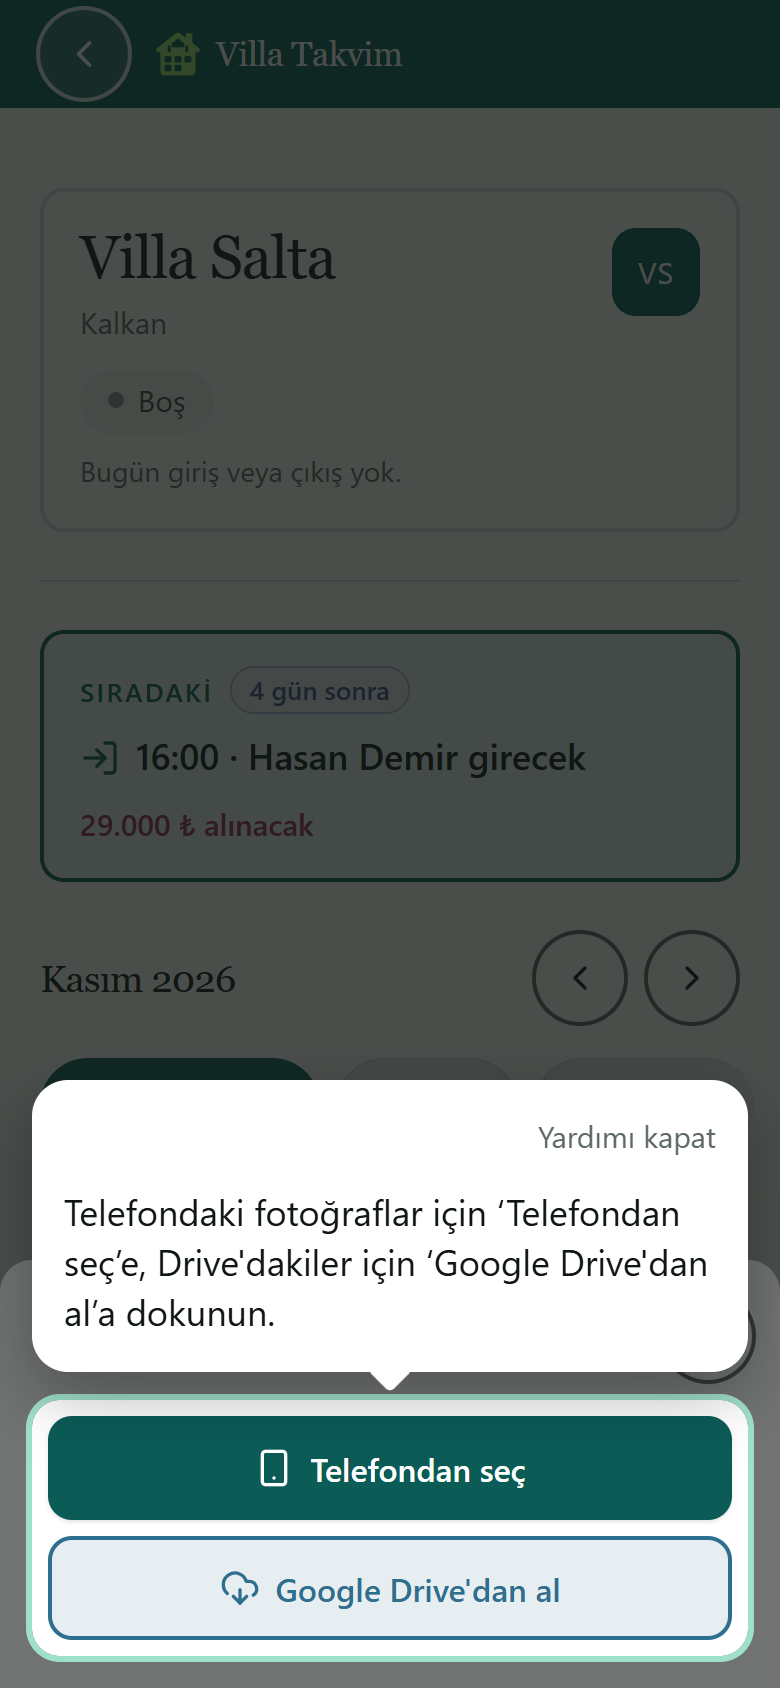 Villa Takvim
Villa Salta
VS
Kalkan
Boş
Bugün giriş veya çıkış yok.
SIRADAKİ
4 gün sonra
16:00 · Hasan Demir girecek
29.000 ₺ alınacak
Kasım 2026
Yardımı kapat
Telefondaki fotoğraflar için ‘Telefondan
seç’e, Drive'dakiler için ‘Google Drive'dan
al’a dokunun.
Telefondan seç
Google Drive'dan al